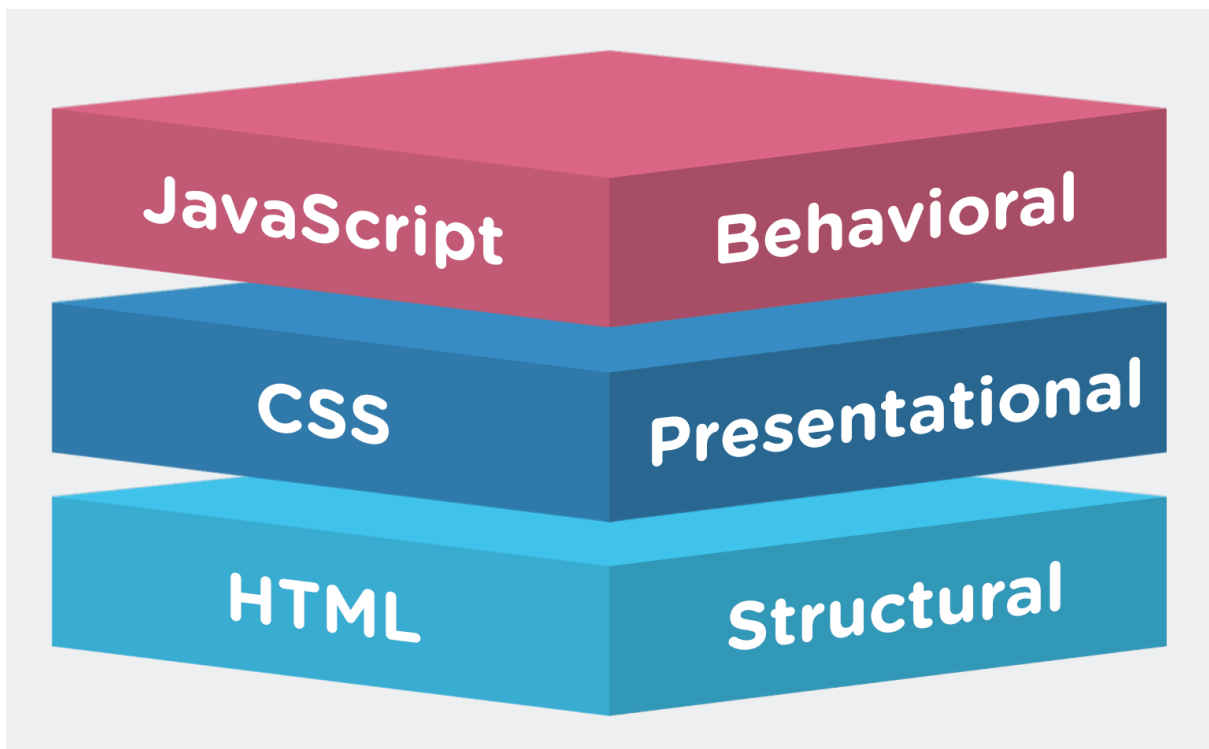 JavaScript
Behavioral
CSS
Presentational
HTML
Structural